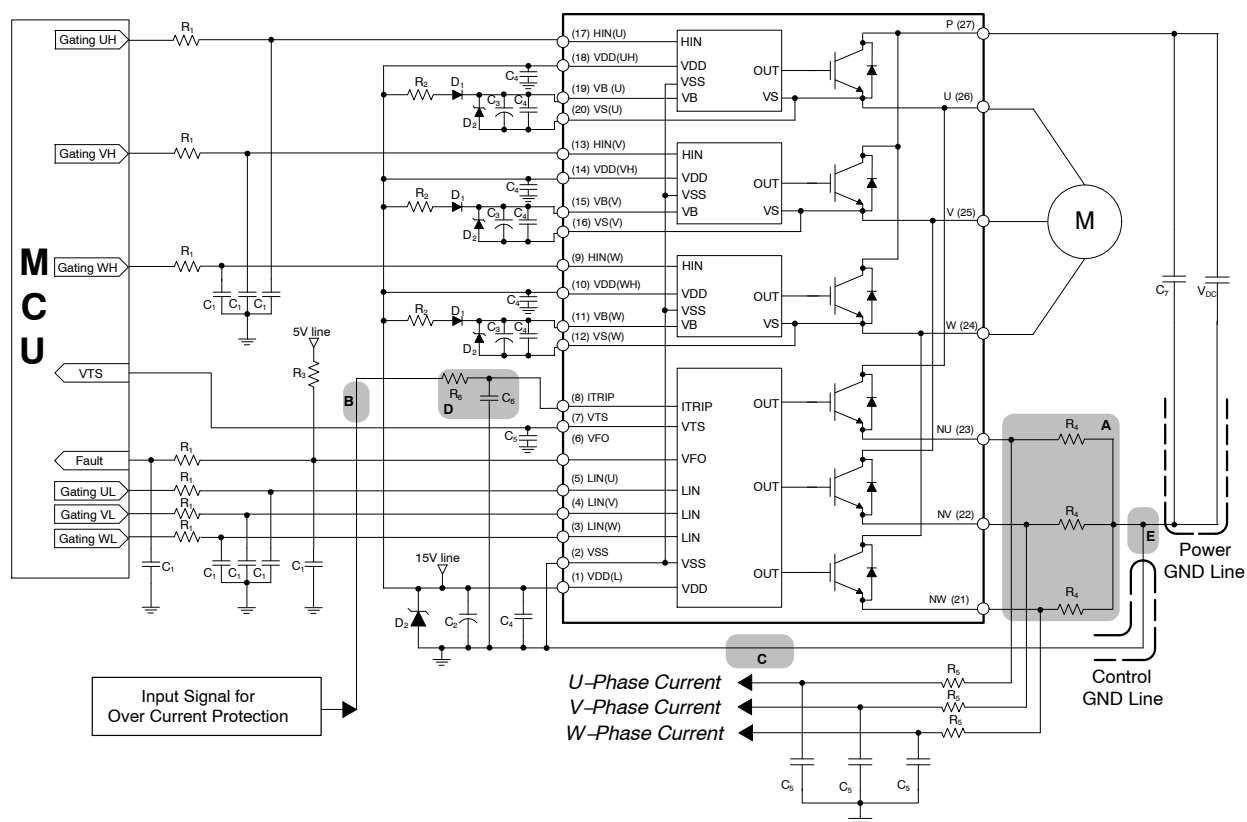 MCU
Gating UH
R1
Gating VH
R1
Gating WH
R1
C1 C1 C1
5V line
R3
VTS
Fault
R1
Gating UL
R1
Gating VL
R1
Gating WL
R1
C1
C1 C1 C1
C1
R2 D1
D2
C3 C4
C4
R2 D1
D2
C3 C4
C4
R2 D1
D2
C3 C4
C4
B
R6
D
C6
C5
15V line
D2
C2
C4
Input Signal for
Over Current Protection
(17) HIN(U)
(18) VDD(UH)
(19) VB (U)
(20) VS(U)
(13) HIN(V)
(14) VDD(VH)
(15) VB(V)
(16) VS(V)
(9) HIN(W)
(10) VDD(WH)
(11) VB(W)
(12) VS(W)
(8) ITRIP
(7) VTS
(6) VFO
(5) LIN(U)
(4) LIN(V)
(3) LIN(W)
(2) VSS
(1) VDD(L)
HIN
VDD
VSS
VB
OUT
VS
HIN
VDD
VSS
VB
OUT
VS
HIN
VDD
VSS
VB
OUT
VS
ITRIP
VTS
VFO
LIN
LIN
LIN
VSS
VDD
OUT
OUT
OUT
P (27)
U (26)
V (25)
W (24)
NU (23)
NV (22)
NW (21)
M
C7
VDC
R4
A
R4
R4
E
Power
GND Line
Control
GND Line
C
U–Phase Current
V–Phase Current
W–Phase Current
R5
R5
R5
C5
C5
C5